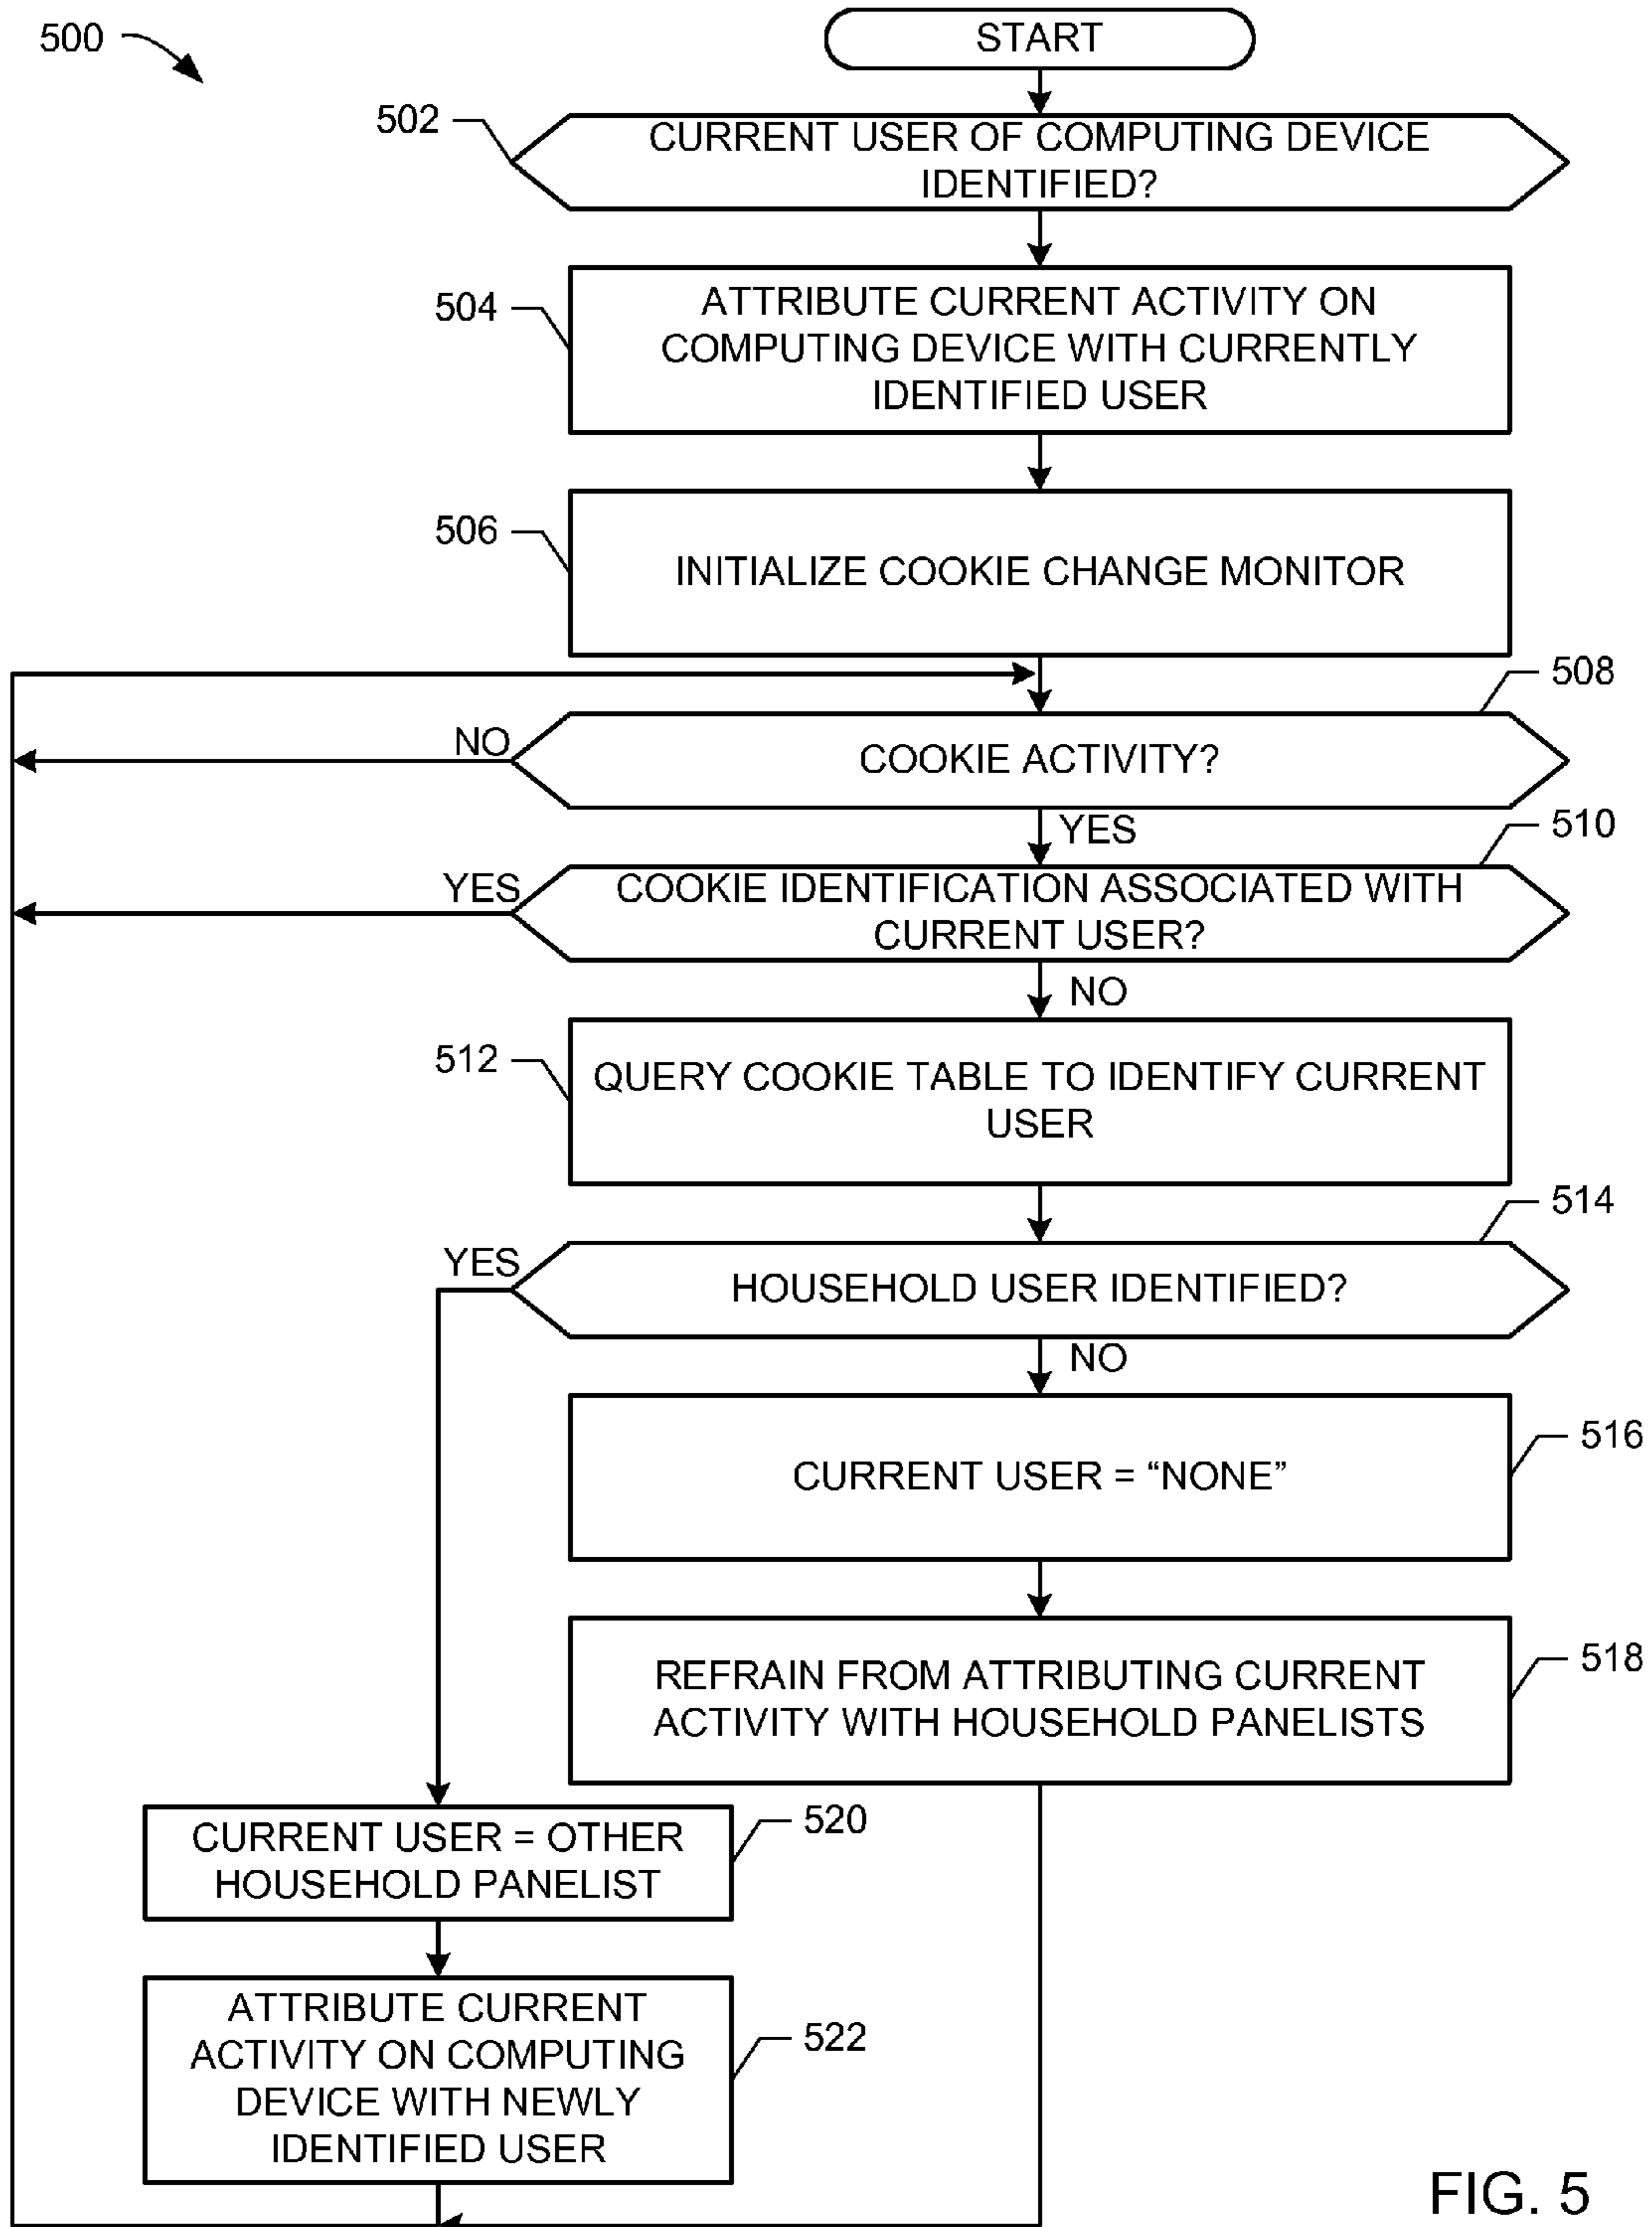 500
START
502
CURRENT USER OF COMPUTING DEVICE
IDENTIFIED?
504
ATTRIBUTE CURRENT ACTIVITY ON
COMPUTING DEVICE WITH CURRENTLY
IDENTIFIED USER
506
INITIALIZE COOKIE CHANGE MONITOR
508
NO
COOKIE ACTIVITY?
YES
510
YES
COOKIE IDENTIFICATION ASSOCIATED WITH
CURRENT USER?
NO
512
QUERY COOKIE TABLE TO IDENTIFY CURRENT
USER
514
YES
HOUSEHOLD USER IDENTIFIED?
NO
516
CURRENT USER = “NONE”
518
REFRAIN FROM ATTRIBUTING CURRENT
ACTIVITY WITH HOUSEHOLD PANELISTS
520
CURRENT USER = OTHER
HOUSEHOLD PANELIST
522
ATTRIBUTE CURRENT
ACTIVITY ON COMPUTING
DEVICE WITH NEWLY
IDENTIFIED USER
FIG. 5